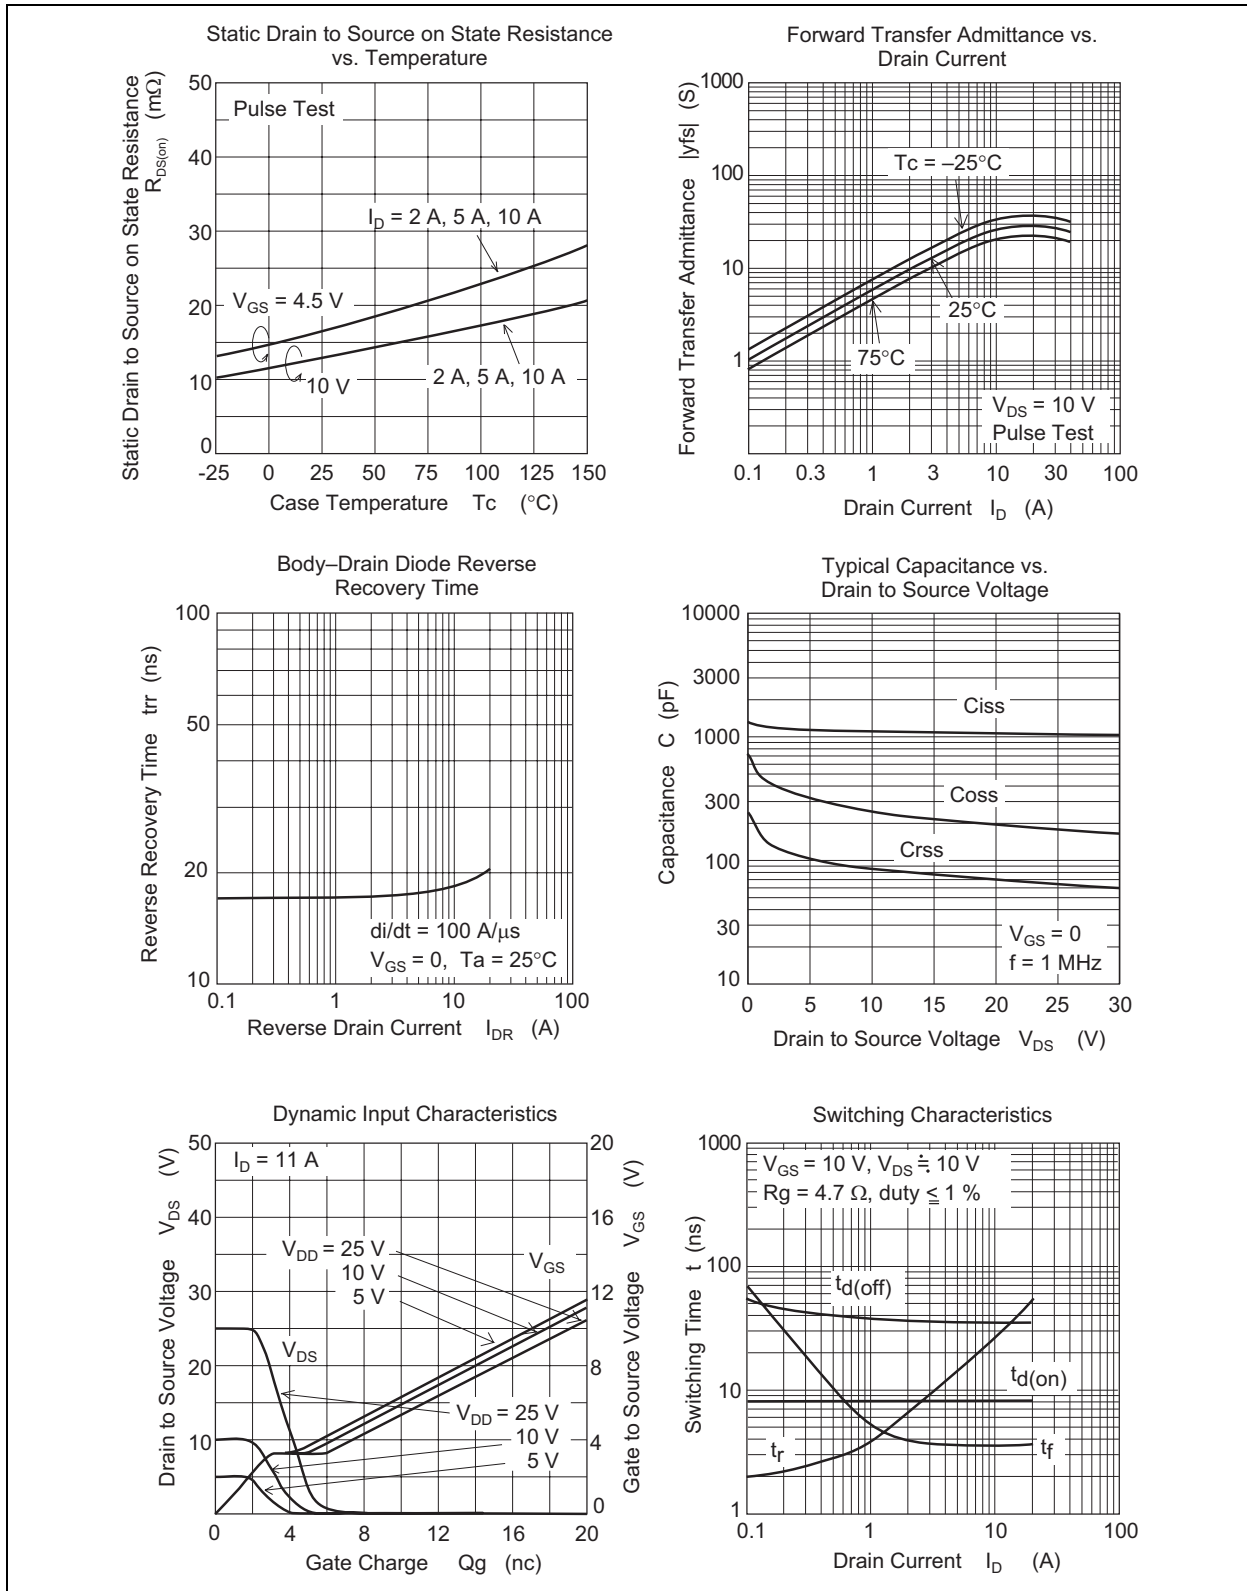 Static Drain to Source on State Resistance
vs. Temperature
Static Drain to Source on State Resistance
RDS(on) (mΩ)
50
40
30
20
10
0
Pulse Test
ID = 2 A, 5 A, 10 A
VGS = 4.5 V
10 V
2 A, 5 A, 10 A
-25
0
25
50
75
100
125
150
Case Temperature Tc (°C)
Forward Transfer Admittance vs.
Drain Current
Forward Transfer Admittance |yfs| (S)
1000
100
10
1
Tc = –25°C
25°C
75°C
VDS = 10 V
Pulse Test
0.1
0.3
1
3
10
30
100
Drain Current ID (A)
Body–Drain Diode Reverse
Recovery Time
Reverse Recovery Time trr (ns)
100
50
20
10
di/dt = 100 A/μs
VGS = 0, Ta = 25°C
0.1
1
10
100
Reverse Drain Current IDR (A)
Typical Capacitance vs.
Drain to Source Voltage
Capacitance C (pF)
10000
3000
1000
300
100
30
10
Ciss
Coss
Crss
VGS = 0
f = 1 MHz
0
5
10
15
20
25
30
Drain to Source Voltage VDS (V)
Dynamic Input Characteristics
Drain to Source Voltage VDS (V)
50
40
30
20
10
0
ID = 11 A
VDD = 25 V
10 V
5 V
VGS
VDS
VDD = 25 V
10 V
5 V
20
16
12
8
4
0
Gate to Source Voltage VGS (V)
4
8
12
16
20
Gate Charge Qg (nc)
Switching Characteristics
Switching Time t (ns)
1000
100
10
1
VGS = 10 V, VDS ≒ 10 V
Rg = 4.7 Ω, duty ≦ 1 %
td(off)
td(on)
tr
tf
0.1
1
10
100
Drain Current ID (A)